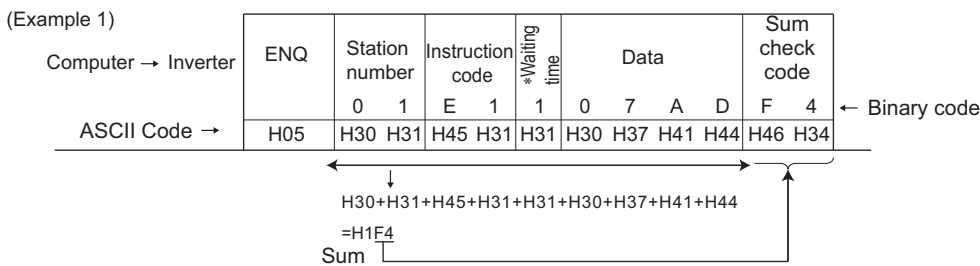 (Example 1)
Computer → Inverter
ENQ
Station number
Instruction code
*Waiting time
Data
Sum check code
0 1 E 1 1 0 7 A D F 4
← Binary code
ASCII Code →
H05 H30 H31 H45 H31 H31 H30 H37 H41 H44 H46 H34
H30+H31+H45+H31+H31+H30+H37+H41+H44
=H1F4
Sum